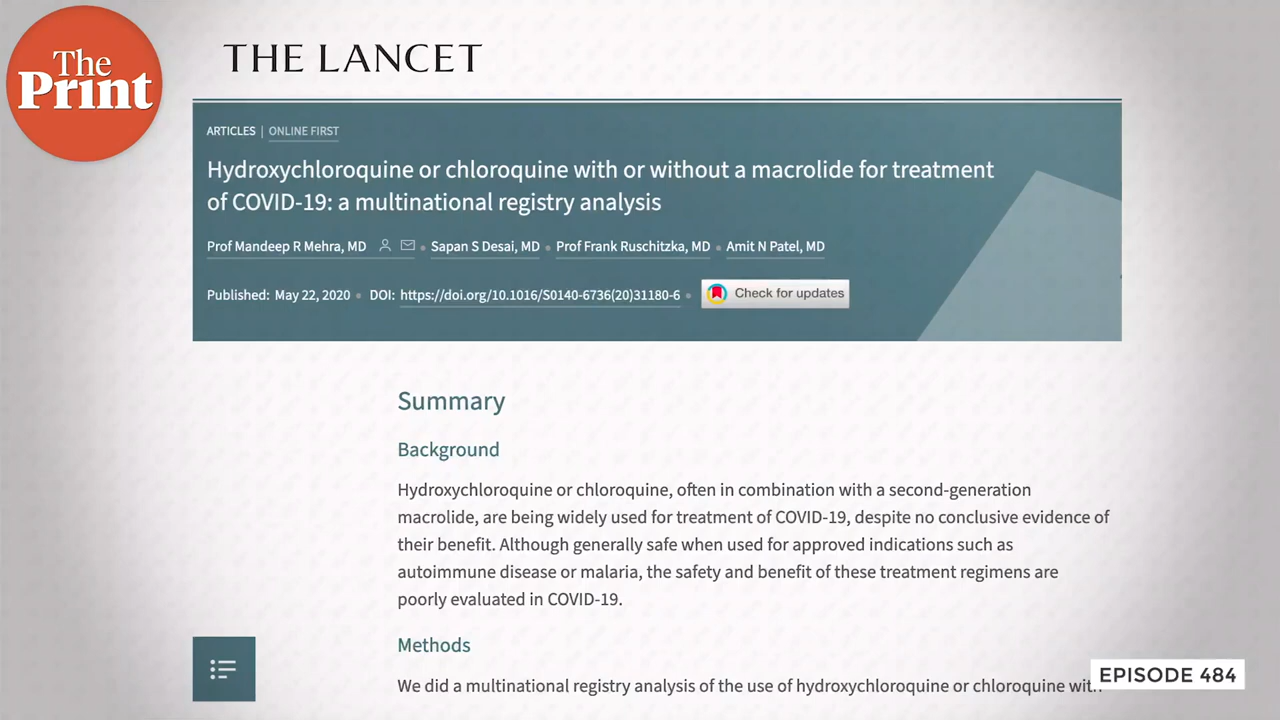 The
Print
THE LANCET
ARTICLES | ONLINE FIRST
Hydroxychloroquine or chloroquine with or without a macrolide for treatment
of COVID-19: a multinational registry analysis
Prof Mandeep R Mehra, MD • Sapan S Desai, MD • Prof Frank Ruschitzka, MD • Amit N Patel, MD
Published: May 22, 2020 • DOI: https://doi.org/10.1016/S0140-6736(20)31180-6 • Check for updates
Summary
Background
Hydroxychloroquine or chloroquine, often in combination with a second-generation
macrolide, are being widely used for treatment of COVID-19, despite no conclusive evidence of
their benefit. Although generally safe when used for approved indications such as
autoimmune disease or malaria, the safety and benefit of these treatment regimens are
poorly evaluated in COVID-19.
Methods
We did a multinational registry analysis of the use of hydroxychloroquine or chloroquine with
EPISODE 484